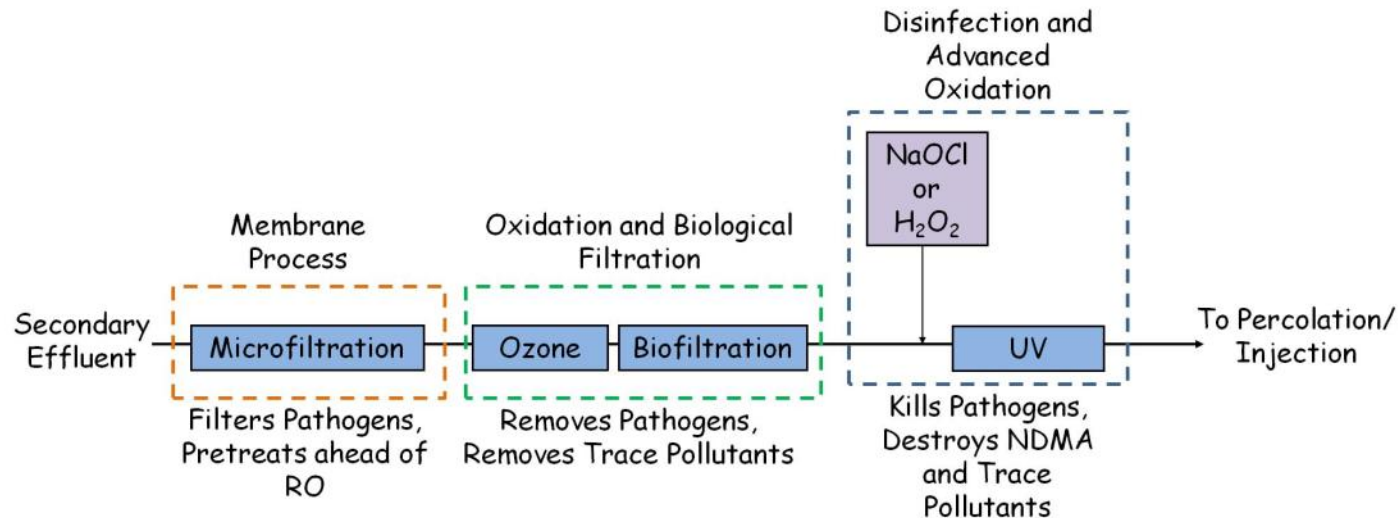 Disinfection and
Advanced
Oxidation
NaOCl
or
H₂O₂
Membrane
Process
Oxidation and Biological
Filtration
Secondary
Effluent
Microfiltration
Ozone
Biofiltration
UV
To Percolation/
Injection
Filters Pathogens,
Pretreats ahead of
RO
Removes Pathogens,
Removes Trace Pollutants
Kills Pathogens,
Destroys NDMA
and Trace
Pollutants